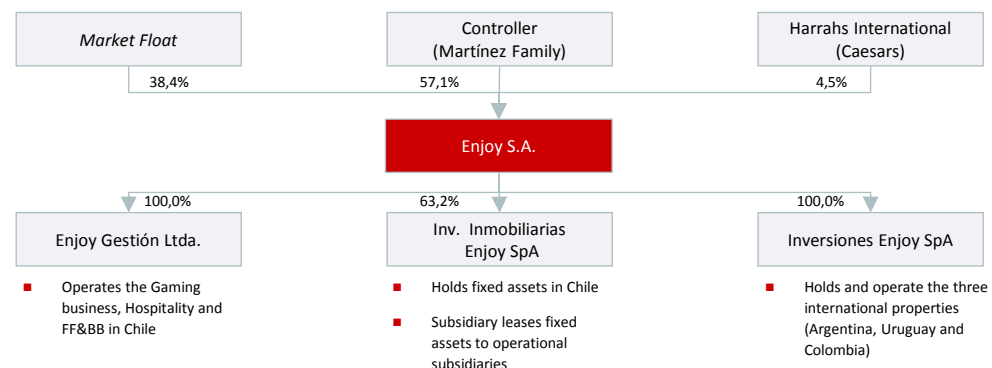 Market Float
Controller
(Martínez Family)
Harrahs International
(Caesars)
38,4%
57,1%
4,5%
Enjoy S.A.
100,0%
63,2%
100,0%
Enjoy Gestión Ltda.
Inv. Inmobiliarias
Enjoy SpA
Inversiones Enjoy SpA
Operates the Gaming
business, Hospitality and
FF&BB in Chile
Holds fixed assets in Chile
Subsidiary leases fixed
assets to operational
subsidiaries
Holds and operate the three
international properties
(Argentina, Uruguay and
Colombia)